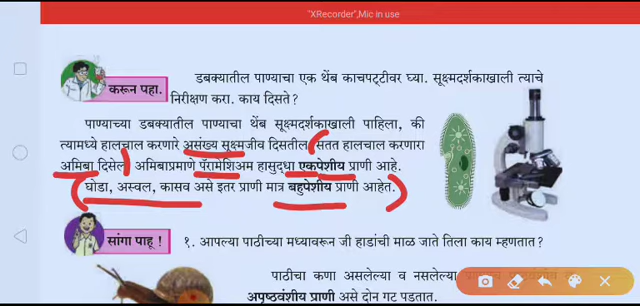 "XRecorder",Mic in use
डबक्यातील पाण्याचा एक थेंब काचपट्टीवर घ्या. सूक्ष्मदर्शकाखाली त्याचे
करून पहा.
निरीक्षण करा. काय दिसते ?
पाण्याच्या डबक्यातील पाण्याचा थेंब सूक्ष्मदर्शकाखाली पाहिला, की
त्यामध्ये हालचाल करणारे असंख्य सूक्ष्मजीव दिसतील सतत हालचाल करणारा
अमिबा दिसेल अमिबाप्रमाणे पॅरामेशिअम हासुद्धा एकपेशीय प्राणी आहे.
घोडा, अस्वल, कासव असे इतर प्राणी मात्र बहुपेशीय प्राणी आहेत.
सांगा पाहू !
१. आपल्या पाठीच्या मध्यावरून जी हाडांची माळ जाते तिला काय म्हणतात ?
पाठीचा कणा असलेल्या व नसलेल्या
अपृष्ठवंशीय प्राणी असे दोन गट पडतात.